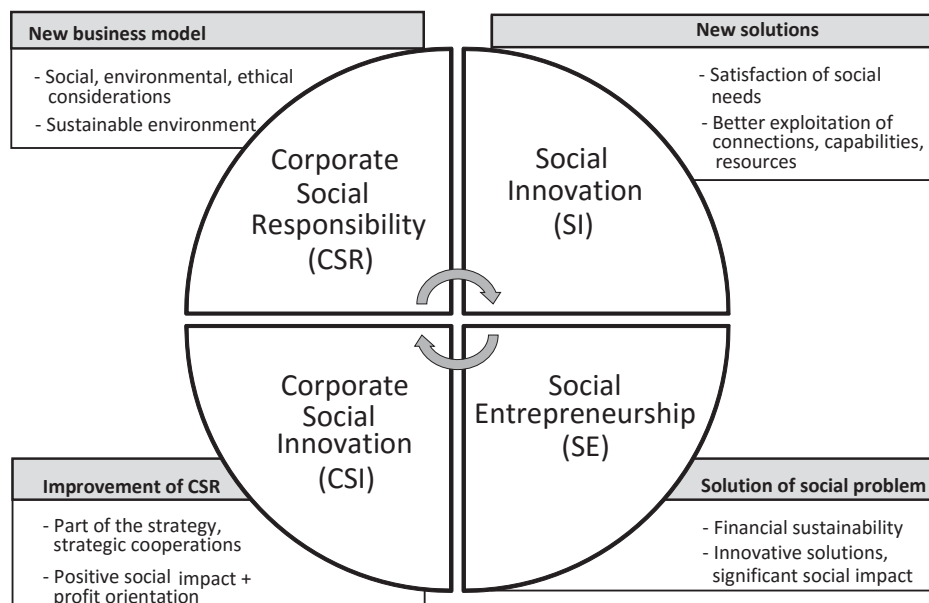 New business model
- Social, environmental, ethical
considerations
- Sustainable environment
New solutions
- Satisfaction of social
needs
- Better exploitation of
connections, capabilities,
resources
Corporate
Social
Responsibility
(CSR)
Social
Innovation
(SI)
Corporate
Social
Innovation
(CSI)
Social
Entrepreneurship
(SE)
Improvement of CSR
- Part of the strategy,
strategic cooperations
- Positive social impact +
profit orientation
Solution of social problem
- Financial sustainability
- Innovative solutions,
significant social impact